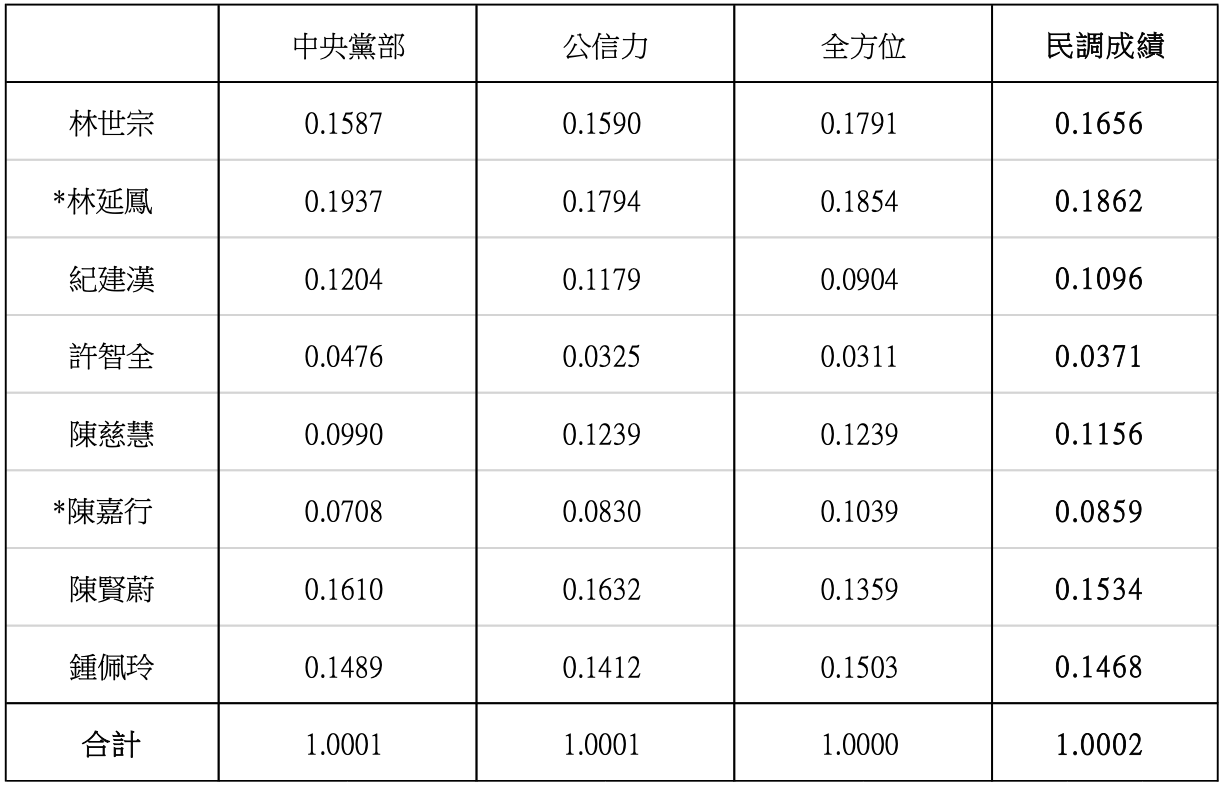 中央黨部 公信力 全方位 民調成績
林世宗 0.1587 0.1590 0.1791 0.1656
*林延鳳 0.1937 0.1794 0.1854 0.1862
紀建漢 0.1204 0.1179 0.0904 0.1096
許智全 0.0476 0.0325 0.0311 0.0371
陳慈慧 0.0990 0.1239 0.1239 0.1156
*陳嘉行 0.0708 0.0830 0.1039 0.0859
陳賢蔚 0.1610 0.1632 0.1359 0.1534
鍾佩玲 0.1489 0.1412 0.1503 0.1468
合計 1.0001 1.0001 1.0000 1.0002